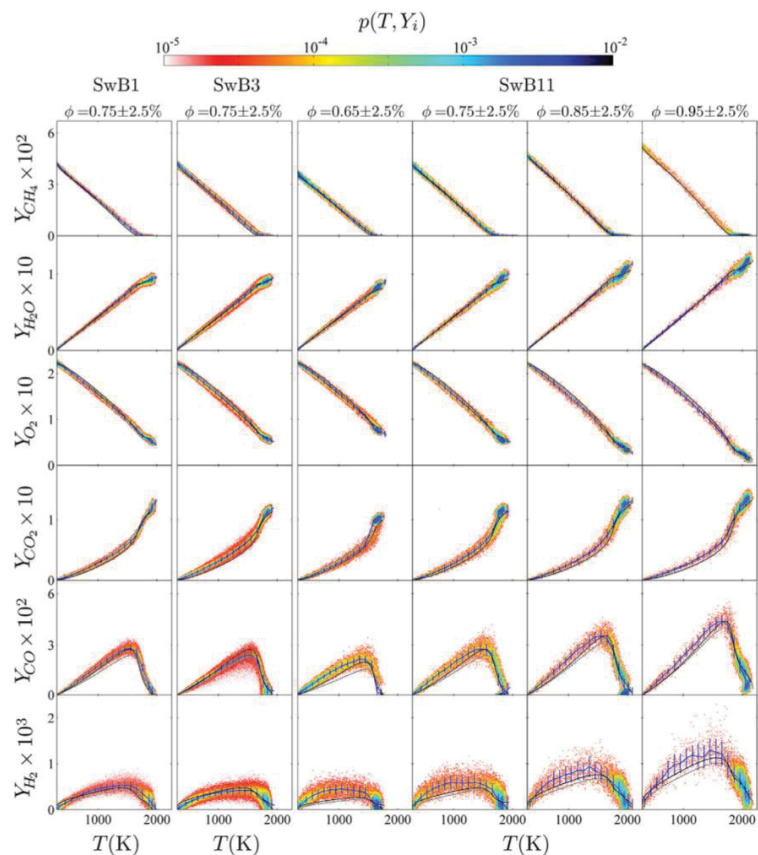 p(T, Y_i)
10^-5 10^-4 10^-3 10^-2
SwB1 SwB3 SwB11
ϕ=0.75±2.5% ϕ=0.75±2.5% ϕ=0.65±2.5% ϕ=0.75±2.5% ϕ=0.85±2.5% ϕ=0.95±2.5%
Y_CH4 × 10^2
6
3
0
Y_H2O × 10
1
0
Y_O2 × 10
2
1
0
Y_CO2 × 10
1
0
Y_CO × 10^2
6
3
0
Y_H2 × 10^3
2
1
0
1000 2000 1000 2000 1000 2000 1000 2000 1000 2000 1000 2000
T(K) T(K) T(K)